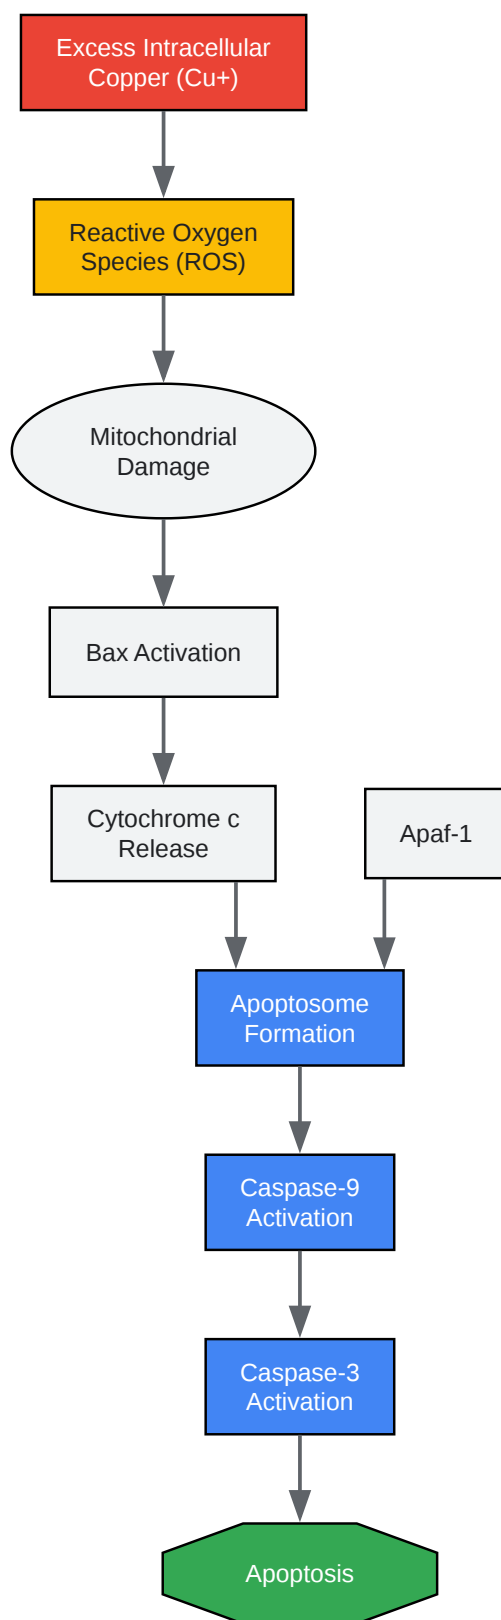 Excess Intracellular
Copper (Cu+)
Reactive Oxygen
Species (ROS)
Mitochondrial
Damage
Bax Activation
Cytochrome c
Release
Apaf-1
Apoptosome
Formation
Caspase-9
Activation
Caspase-3
Activation
Apoptosis